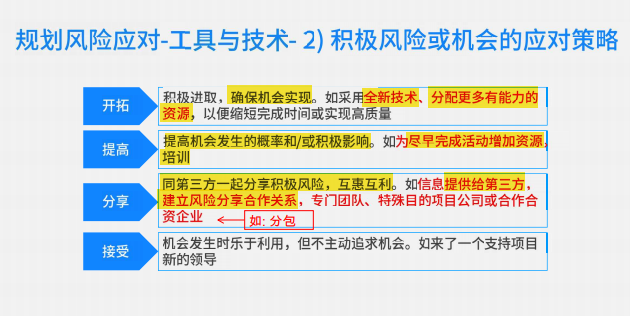 规划风险应对-工具与技术- 2) 积极风险或机会的应对策略
开拓
积极进取，确保机会实现。如采用全新技术、分配更多有能力的
资源，以便缩短完成时间或实现高质量
提高
提高机会发生的概率和/或积极影响。如为尽早完成活动增加资源，
培训
分享
同第三方一起分享积极风险，互惠互利。如信息提供给第三方，
建立风险分享合作关系，专门团队、特殊目的项目公司或合作合
资企业
如: 分包
接受
机会发生时乐于利用，但不主动追求机会。如来了一个支持项目
新的领导